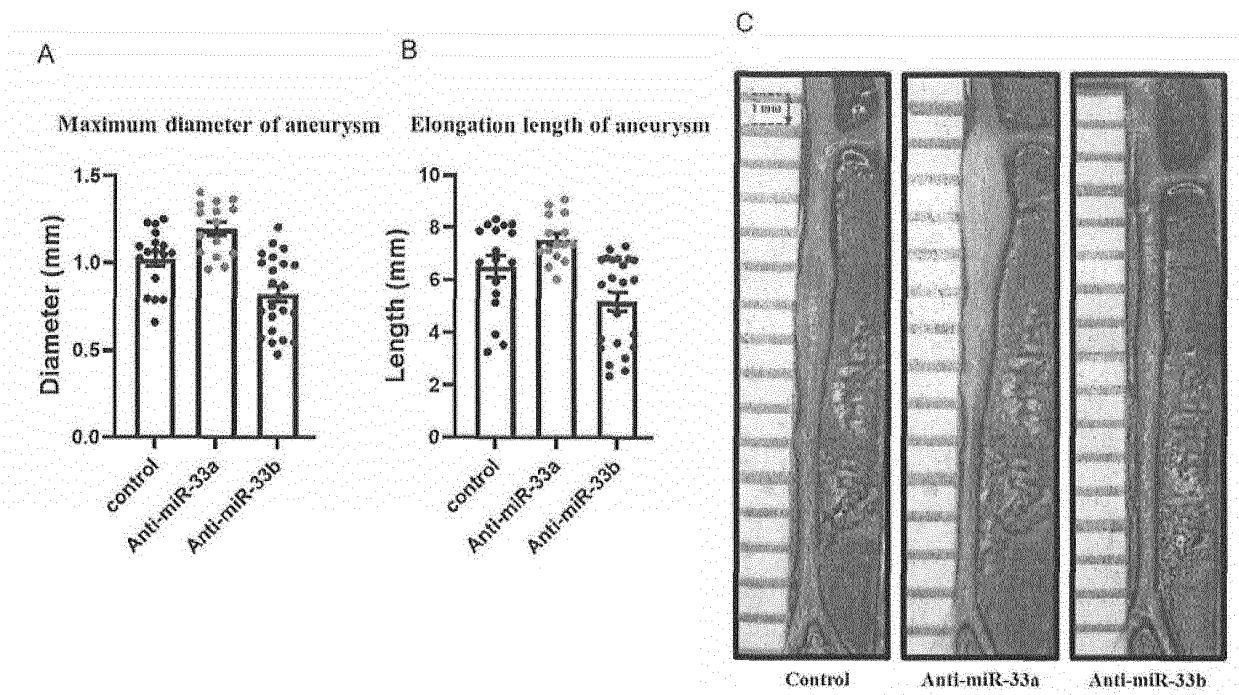 A
B
C
Maximum diameter of aneurysm
Elongation length of aneurysm
1 mm
Diameter (mm)
1.5
1.0
0.5
0.0
control
Anti-miR-33a
Anti-miR-33b
Length (mm)
10
8
6
4
2
0
control
Anti-miR-33a
Anti-miR-33b
Control
Anti-miR-33a
Anti-miR-33b